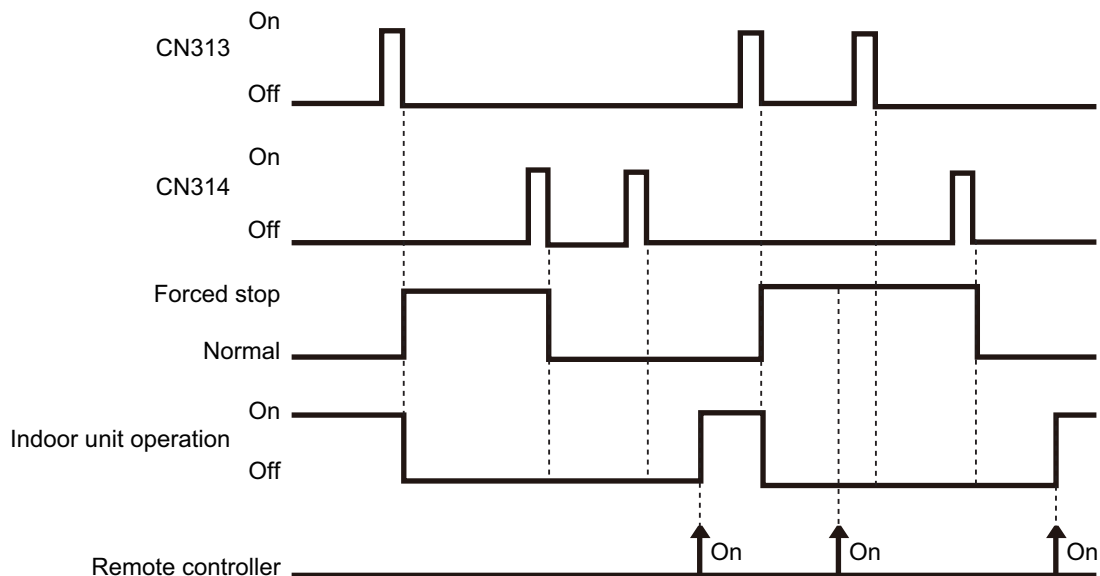 On
CN313
Off
On
CN314
Off
Forced stop
Normal
On
Indoor unit operation
Off
On
On
On
Remote controller